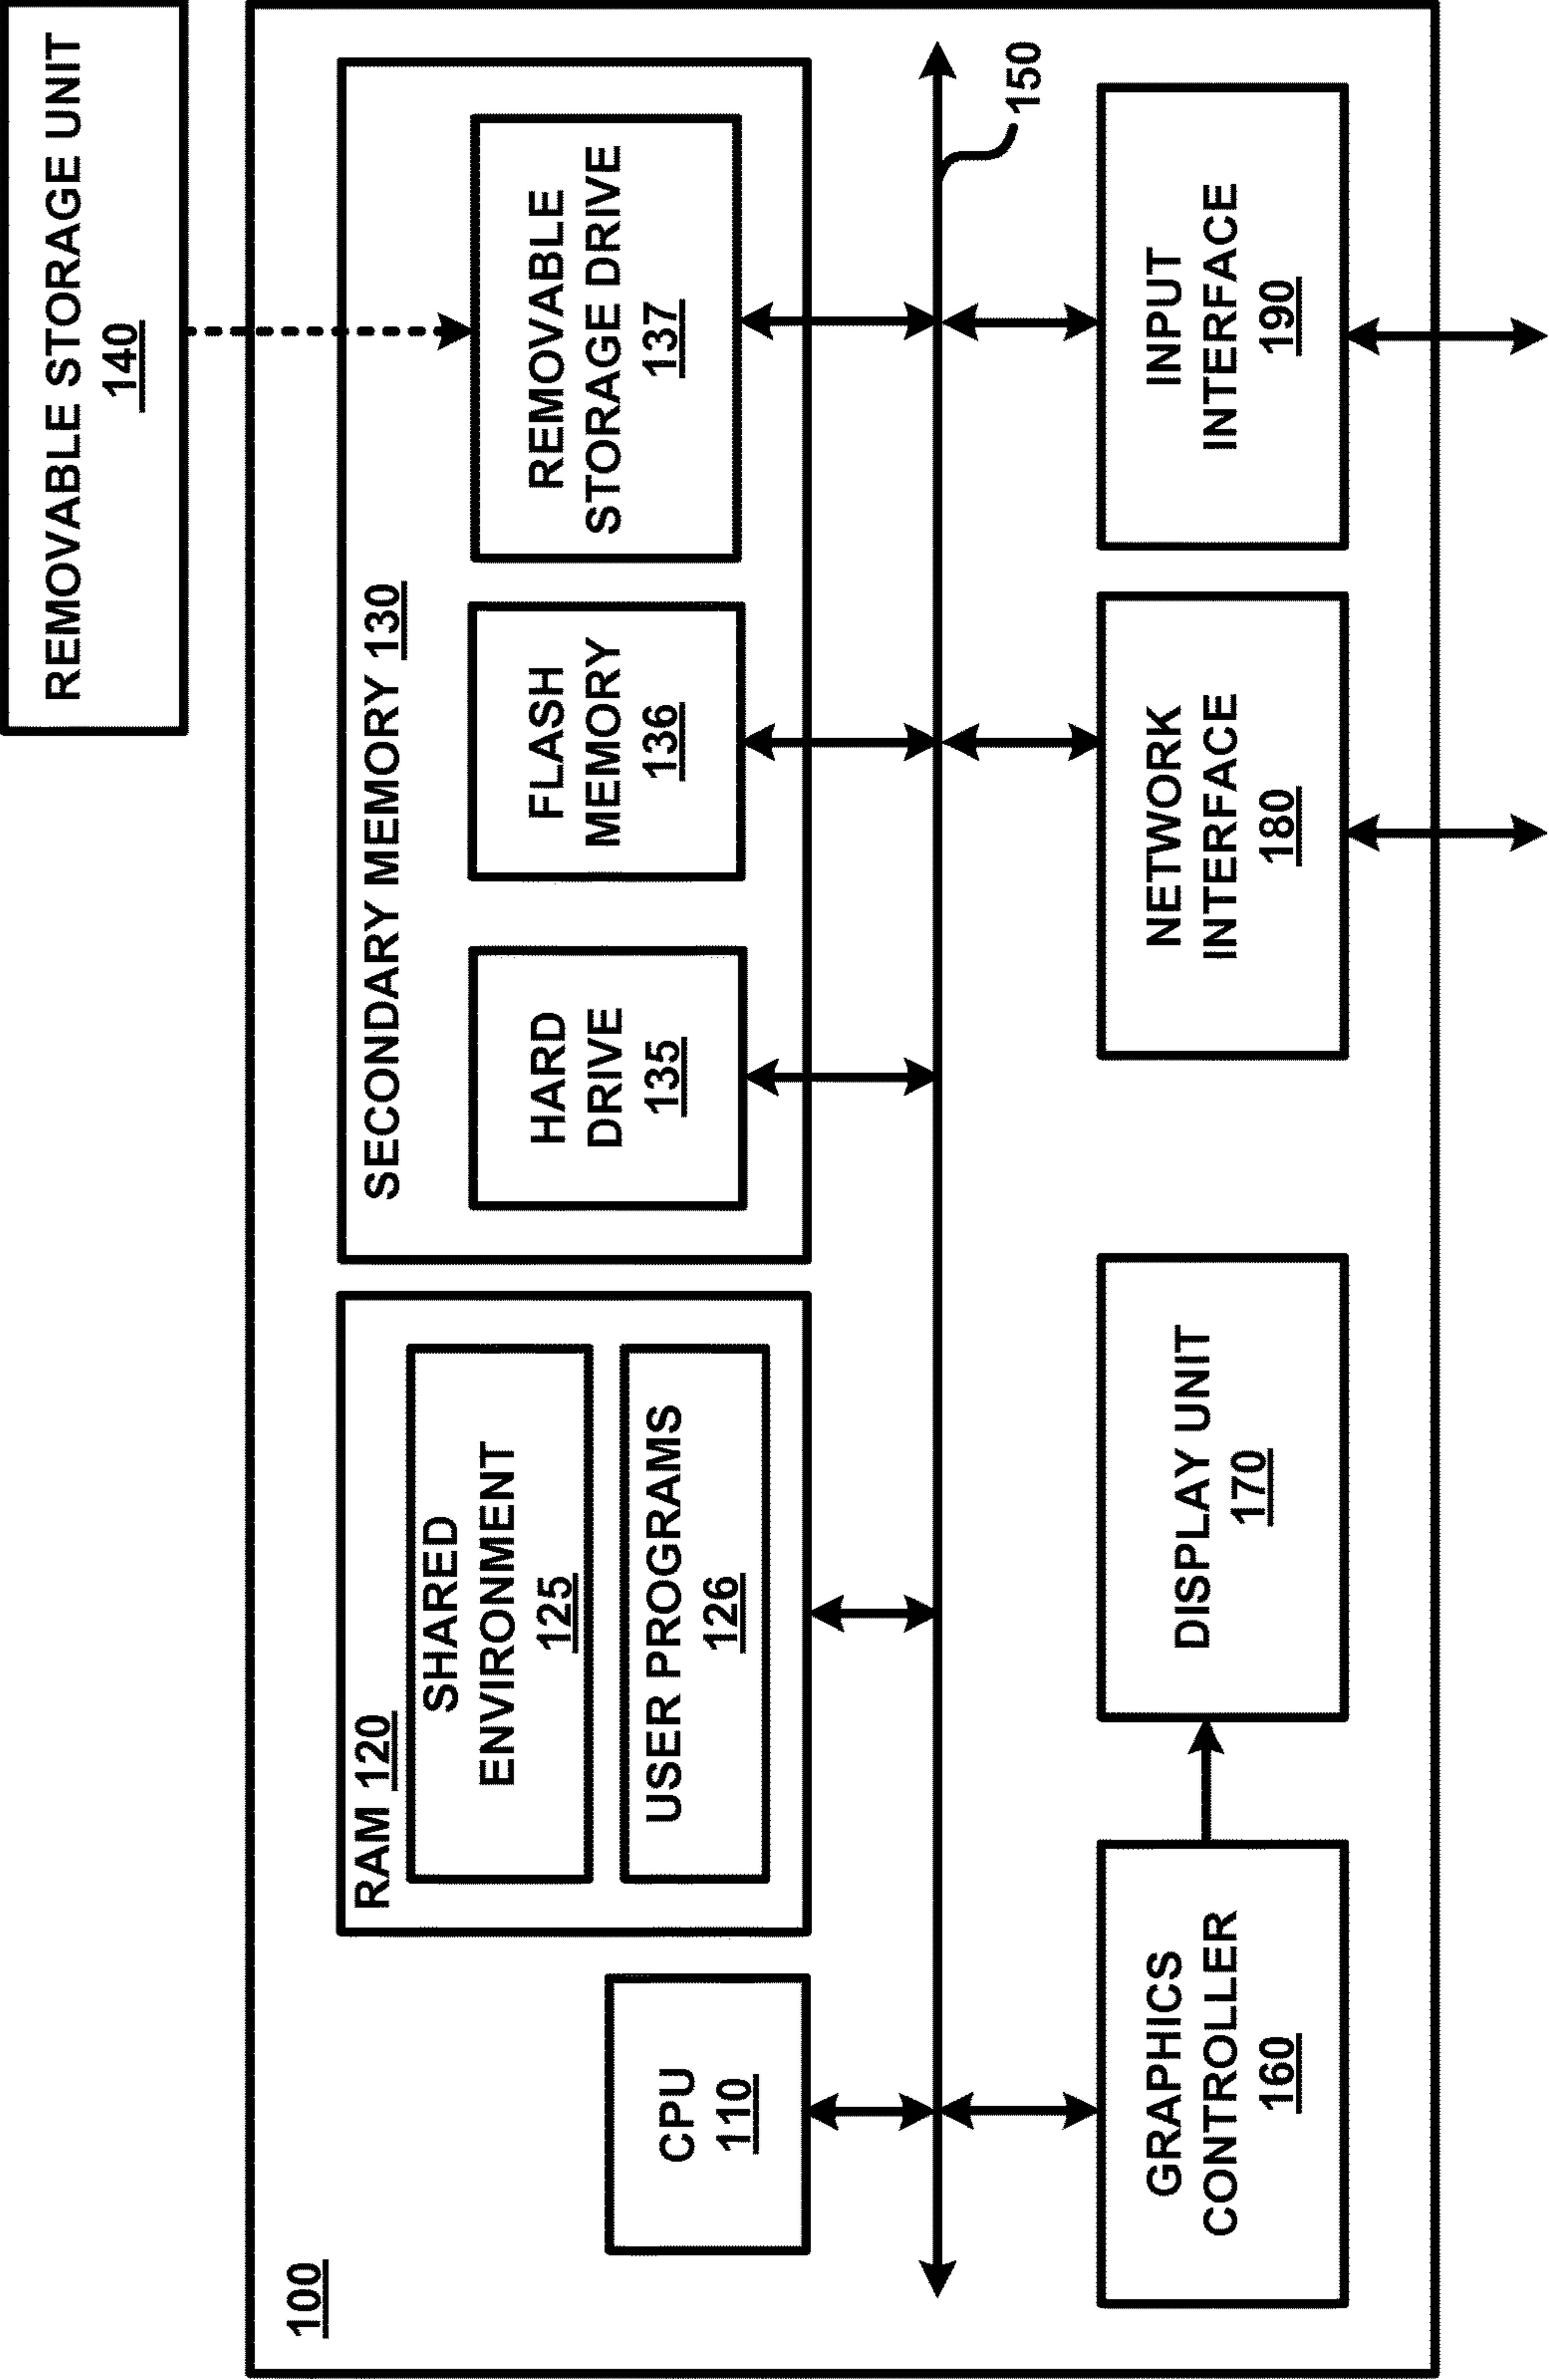 REMOVABLE STORAGE UNIT
140
100
CPU
110
RAM 120
SHARED
ENVIRONMENT
125
USER PROGRAMS
126
SECONDARY MEMORY 130
HARD
DRIVE
135
FLASH
MEMORY
136
REMOVABLE
STORAGE DRIVE
137
150
GRAPHICS
CONTROLLER
160
DISPLAY UNIT
170
NETWORK
INTERFACE
180
INPUT
INTERFACE
190